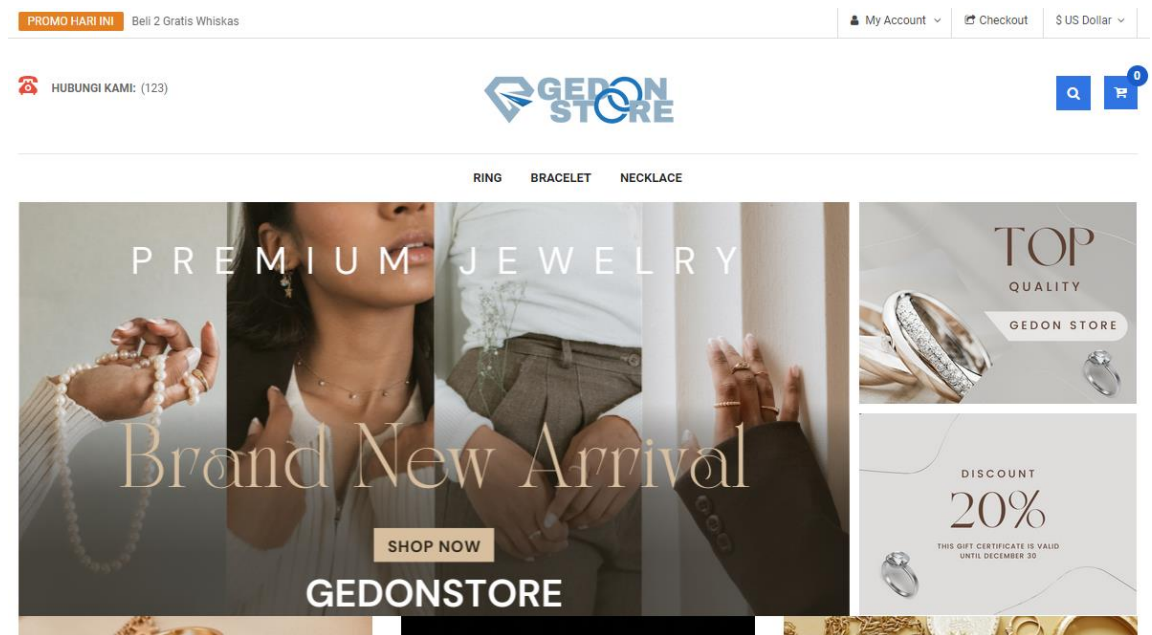 PROMO HARI INI Beli 2 Gratis Whiskas
My Account Checkout $ US Dollar
HUBUNGI KAMI: (123)
GEDON
STORE
0
RING BRACELET NECKLACE
PREMIUM JEWELRY
Brand New Arrival
SHOP NOW
GEDONSTORE
TOP
QUALITY
GEDON STORE
DISCOUNT
20%
THIS GIFT CERTIFICATE IS VALID
UNTIL DECEMBER 30